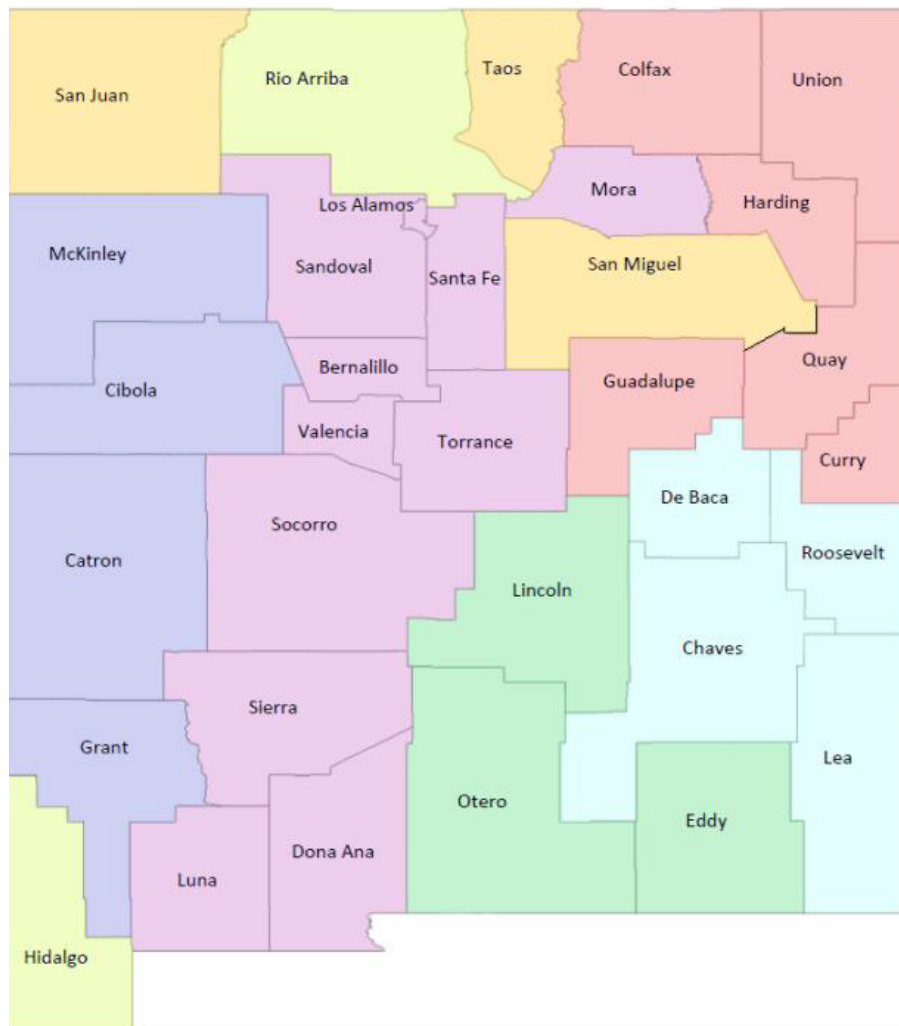 Taos
Colfax
Rio Arriba
Union
San Juan
Mora
Harding
Los Alamos
McKinley
Sandoval
San Miguel
Santa Fe
Bernalillo
Quay
Guadalupe
Cibola
Valencia
Torrance
Curry
De Baca
Socorro
Roosevelt
Catron
Lincoln
Chaves
Sierra
Grant
Lea
Otero
Eddy
Dona Ana
Luna
Hidalgo